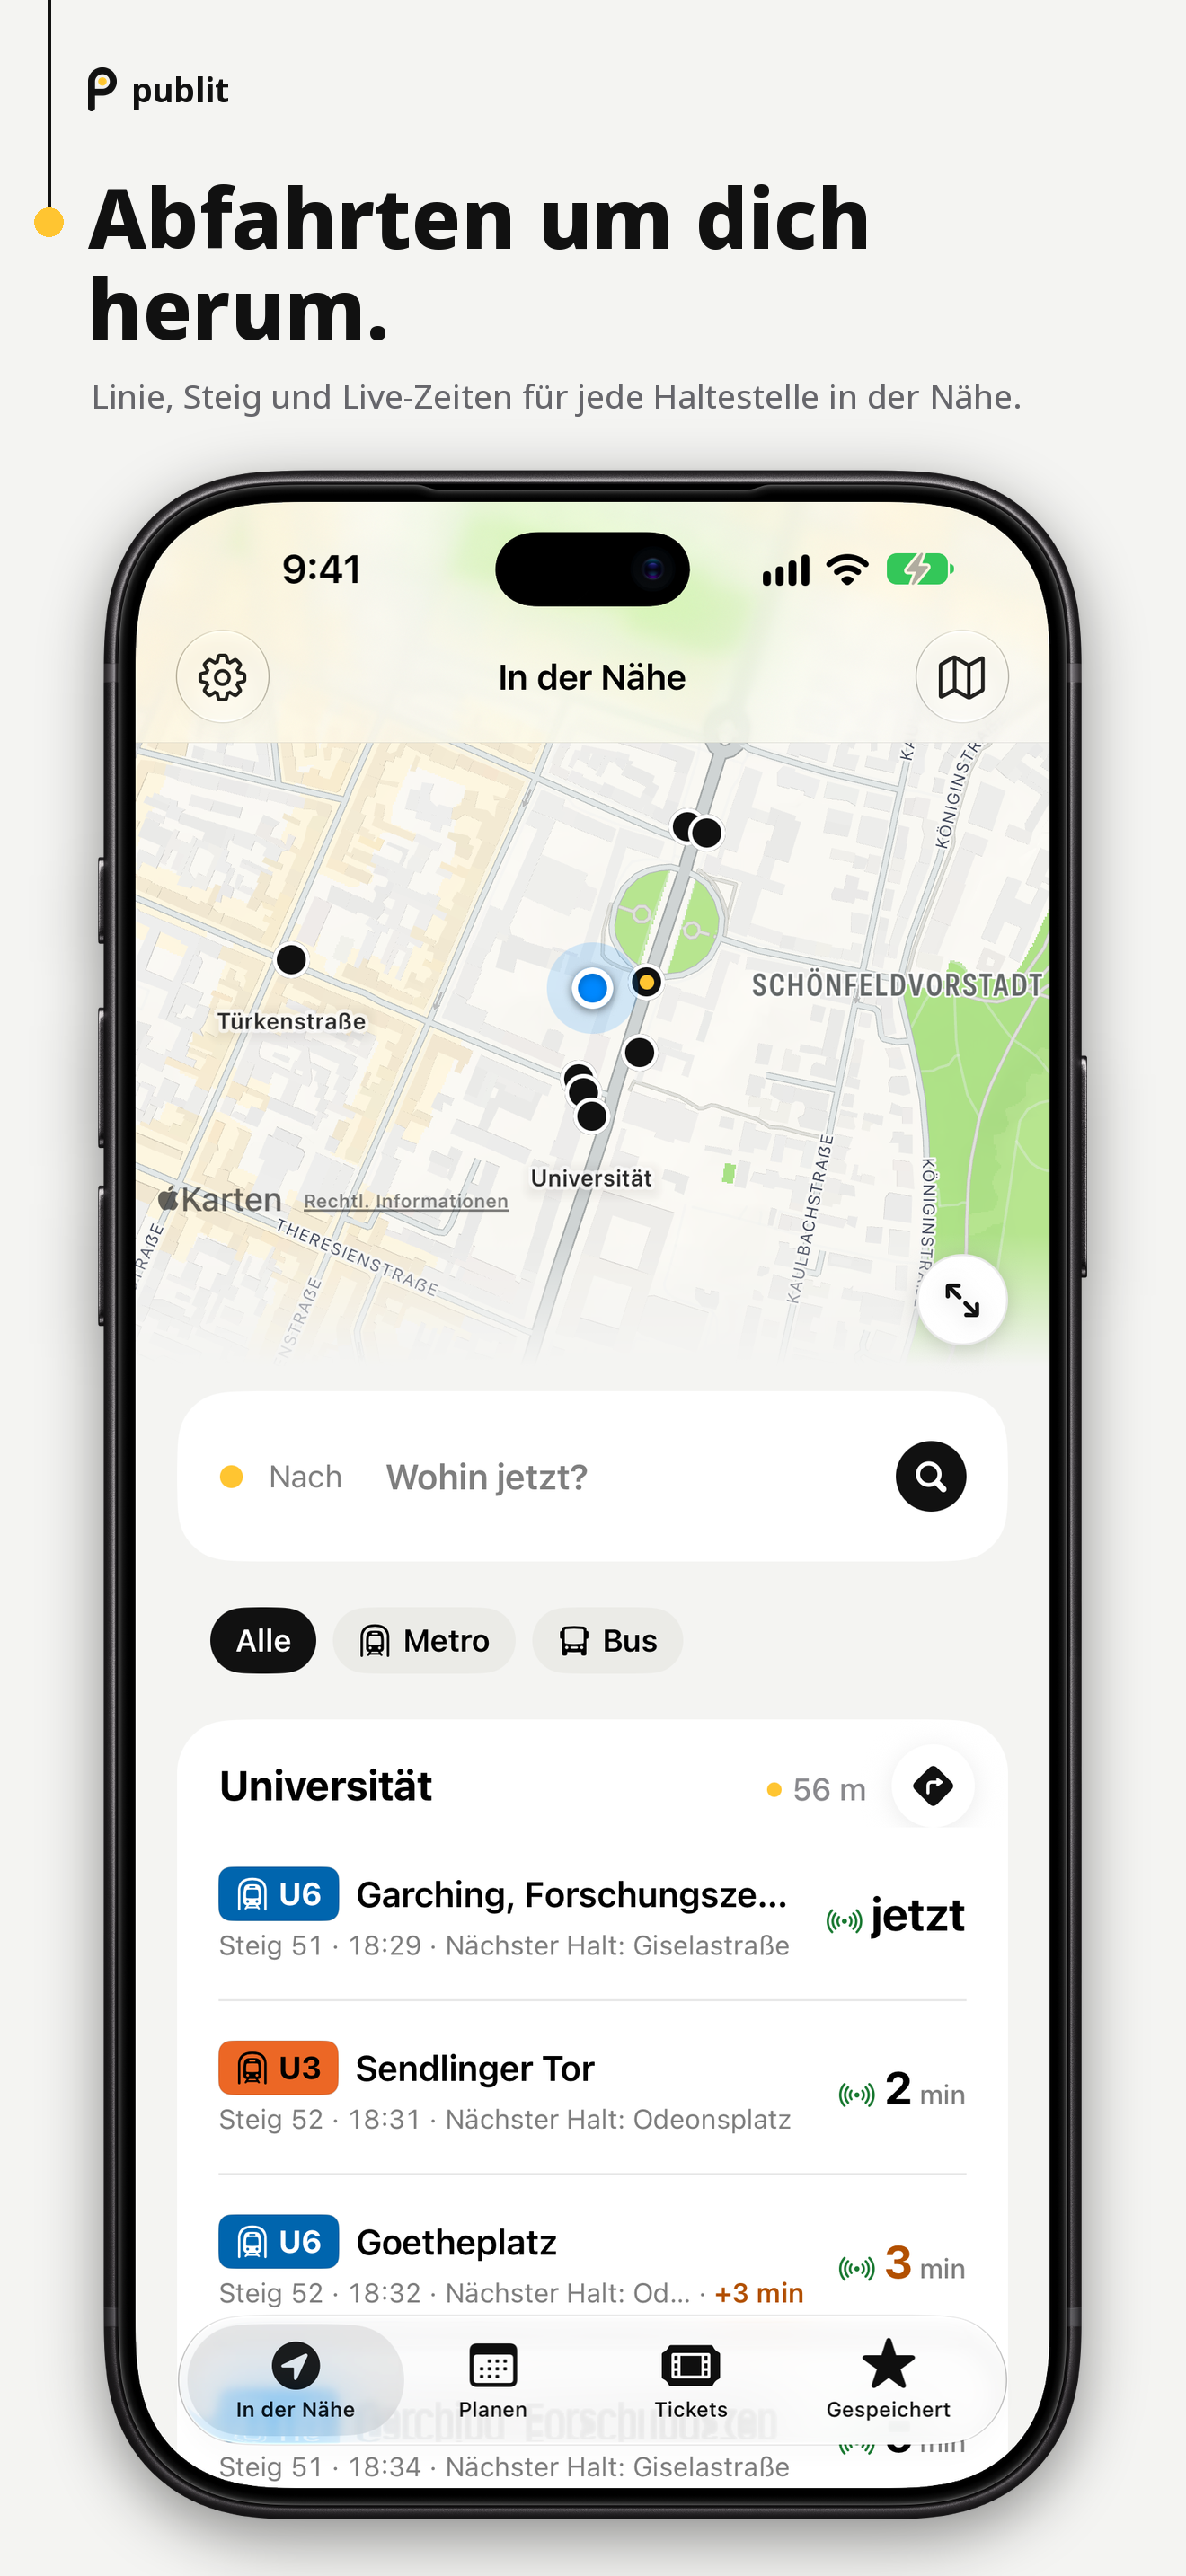 publit
Abfahrten um dich
herum.
Linie, Steig und Live-Zeiten für jede Haltestelle in der Nähe.
9:41
In der Nähe
KÖNIGINSTR
SCHÖNFELDVORSTADT
Türkenstraße
Universität
Karten Rechtl. Informationen
THERESIENSTRAßE
KAULBACHSTRAßE
KÖNIGINSTR
Nach Wohin jetzt?
Alle Metro Bus
Universität 56 m
U6 Garching, Forschungsze... jetzt
Steig 51 · 18:29 · Nächster Halt: Giselastraße
U3 Sendlinger Tor 2 min
Steig 52 · 18:31 · Nächster Halt: Odeonsplatz
U6 Goetheplatz 3 min
Steig 52 · 18:32 · Nächster Halt: Od... · +3 min
In der Nähe Planen Tickets Gespeichert
min
Steig 51 · 18:34 · Nächster Halt: Giselastraße